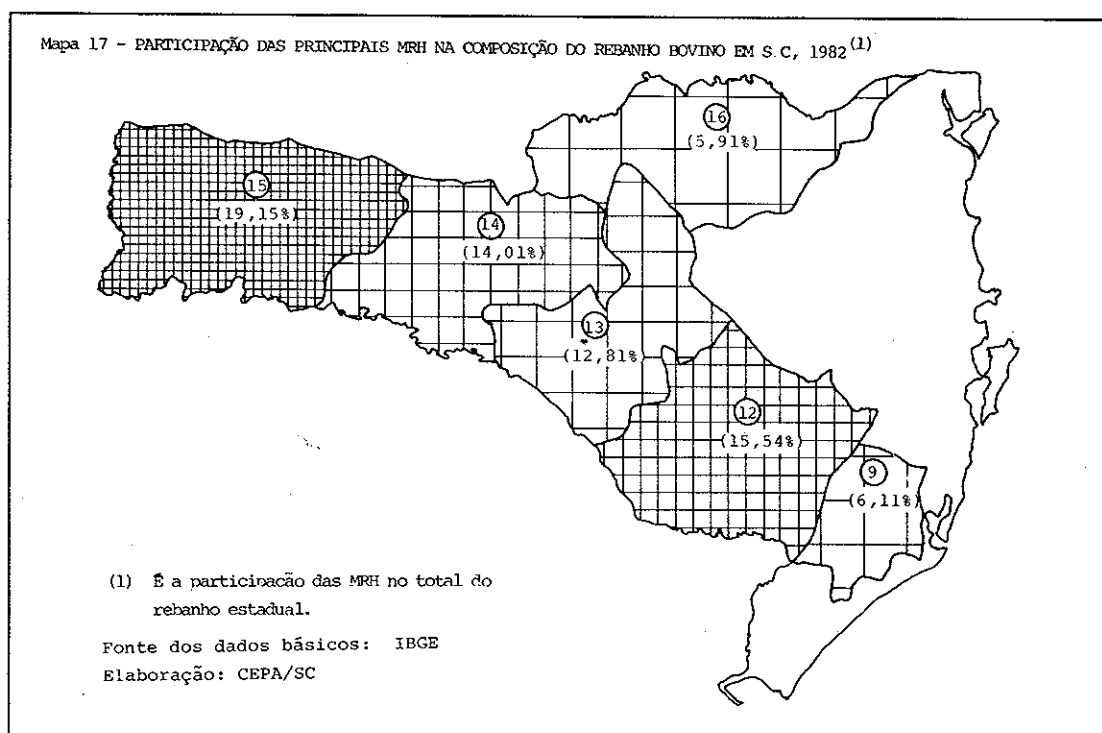 Mapa 17 - PARTICIPAÇÃO DAS PRINCIPAIS MRH NA COMPOSIÇÃO DO REBANHO BOVINO EM S.C, 1982(1)
16
(5,91%)
15
(19,15%)
14
(14,01%)
13
(12,81%)
12
(15,54%)
9
(6,11%)
(1) É a participação das MRH no total do
rebanho estadual.
Fonte dos dados básicos: IBGE
Elaboração: CEPA/SC